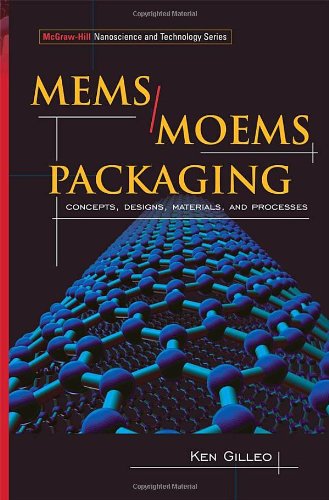 McGraw-Hill Nanoscience and Technology Series
MEMS/
MOEMS
PACKAGING
CONCEPTS, DESIGNS, MATERIALS, AND PROCESSES
KEN GILLEO